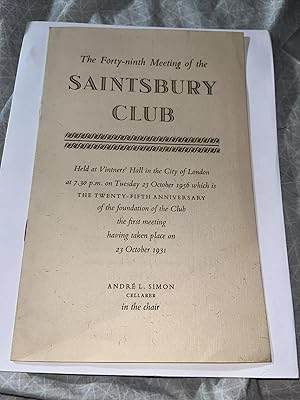 The Forty-ninth Meeting of the
SAINTSBURY
CLUB
Held at Vintners' Hall in the City of London
at 7.30 p.m. on Tuesday 23 October 1956 which is
THE TWENTY-FIFTH ANNIVERSARY
of the foundation of the Club
the first meeting
having taken place on
23 October 1931
ANDRÉ L. SIMON
CELLARER
in the chair